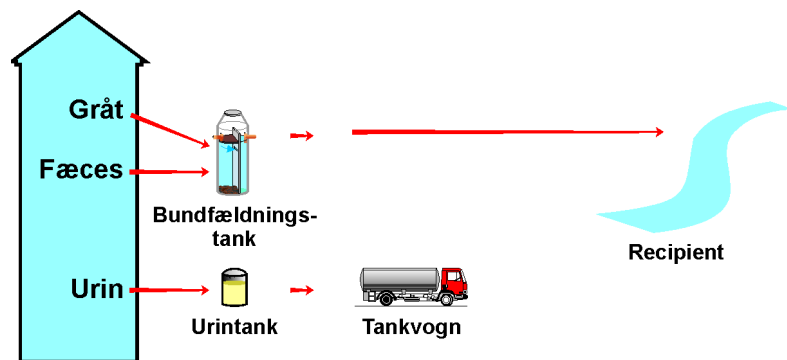 Gråt
Fæces
Bundfældnings-
tank
Recipient
Urin
Urintank
Tankvogn